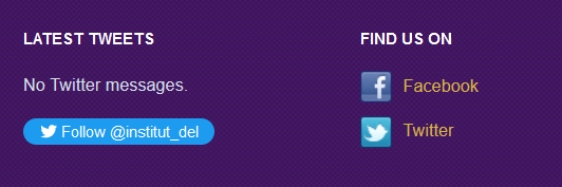 LATEST TWEETS
No Twitter messages.
Follow @institut_del
FIND US ON
Facebook
Twitter